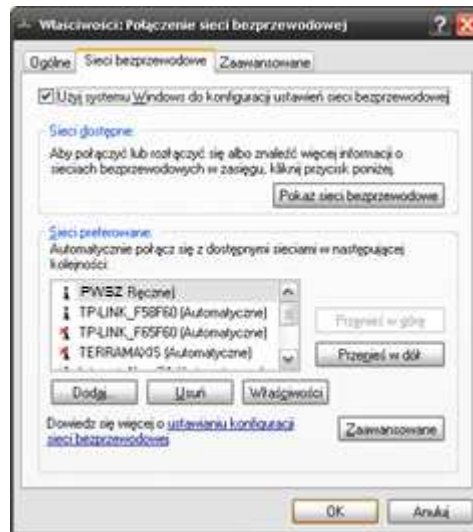 Właściwości: Połączenie sieci bezprzewodowej
Ogólne Sieci bezprzewodowe Zaawansowane
Użyj systemu Windows do konfiguracji ustawień sieci bezprzewodowej
Sieci dostępne:
Aby połączyć lub rozłączyć się albo znaleźć więcej informacji o
sieciach bezprzewodowych w zasięgu, kliknij przycisk poniżej.
Pokaż sieci bezprzewodowe
Sieci preferowane:
Automatycznie połącz się z dostępnymi sieciami w następującej
kolejności:
PWSZ Ręczne)
TP-LINK_F58F60 (Automatyczne)
TP-LINK_F65F60 (Automatyczne)
TERRAMAXIS (Automatyczne)
Przenieś w górę
Przenieś w dół
Dodaj... Usuń Właściwości
Dowiedz się więcej o ustawianiu konfiguracji
sieci bezprzewodowej
Zaawansowane
OK Anuluj